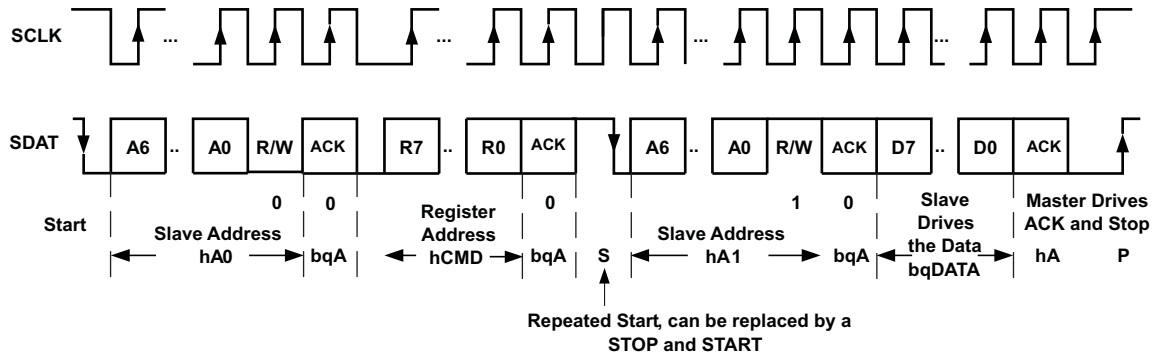 SCLK ... ... ... ...
SDAT A6 .. A0 R/W ACK R7 .. R0 ACK A6 .. A0 R/W ACK D7 .. D0 ACK
0 0 0 1 0
Start
Slave Address
hA0
bqA
Register
Address
hCMD
bqA
S
Slave Address
hA1
bqA
Slave
Drives
the Data
bqDATA
Master Drives
ACK and Stop
hA
P
Repeated Start, can be replaced by a
STOP and START